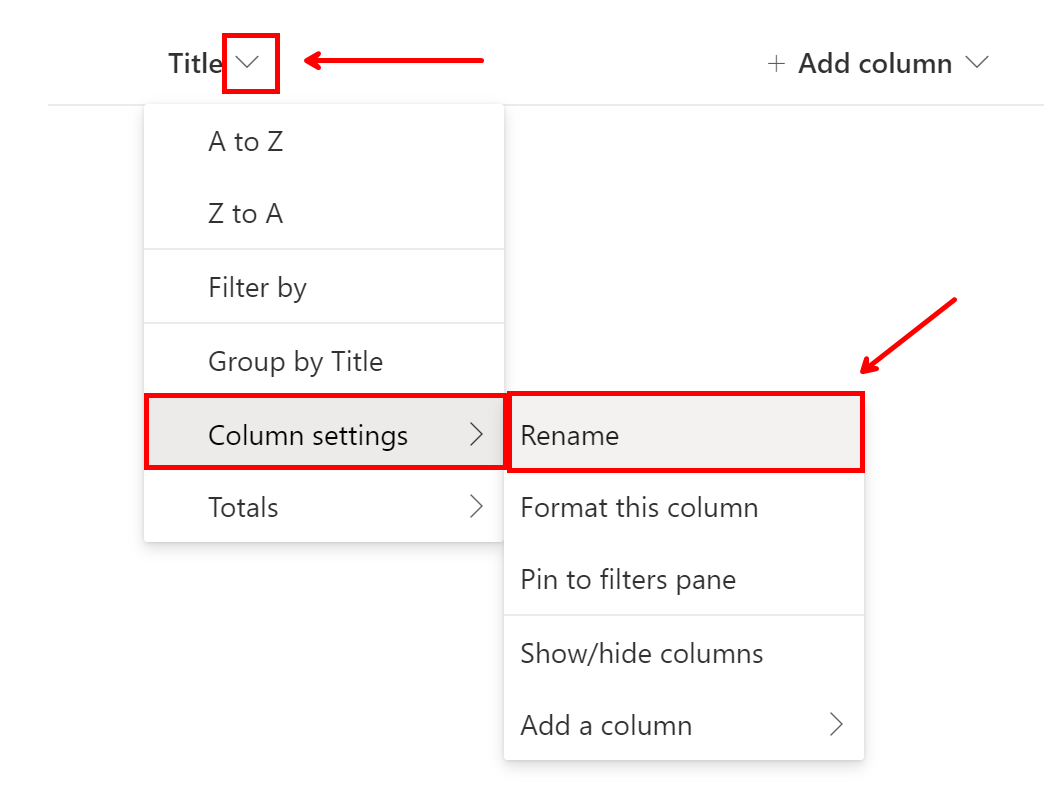 Title
+ Add column
A to Z
Z to A
Filter by
Group by Title
Column settings
Rename
Totals
Format this column
Pin to filters pane
Show/hide columns
Add a column